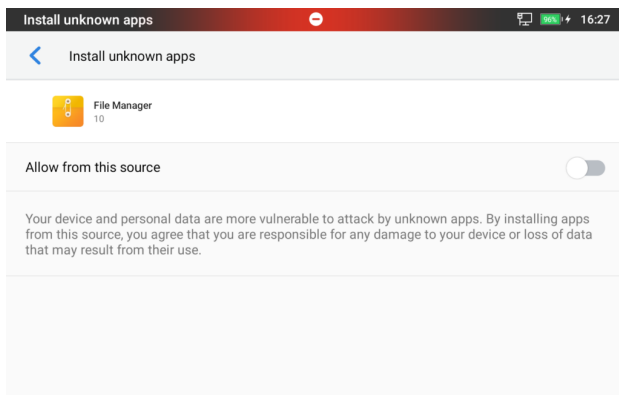 Install unknown apps
96%
16:27
Install unknown apps
File Manager
10
Allow from this source
Your device and personal data are more vulnerable to attack by unknown apps. By installing apps
from this source, you agree that you are responsible for any damage to your device or loss of data
that may result from their use.